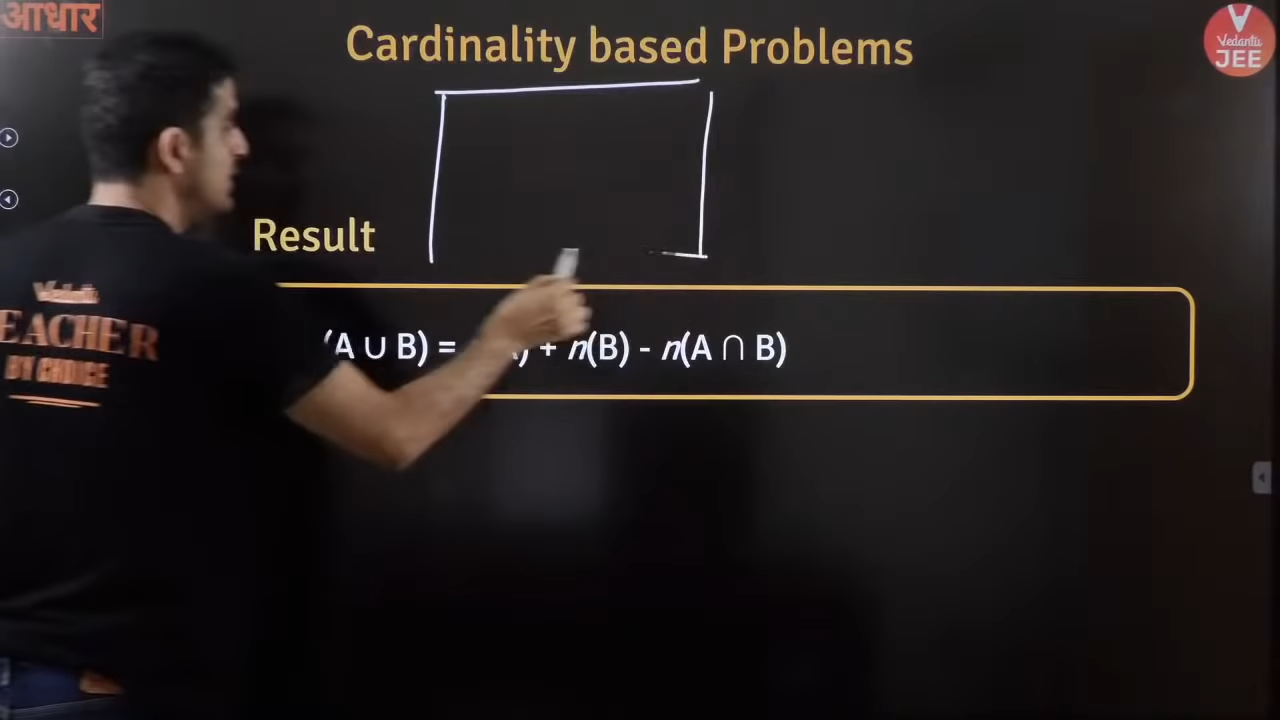 आधार
Cardinality based Problems
Vedantu
JEE
Result
(A ∪ B) = ) + n(B) - n(A ∩ B)
Vedantu
EACHER
BY CHOICE